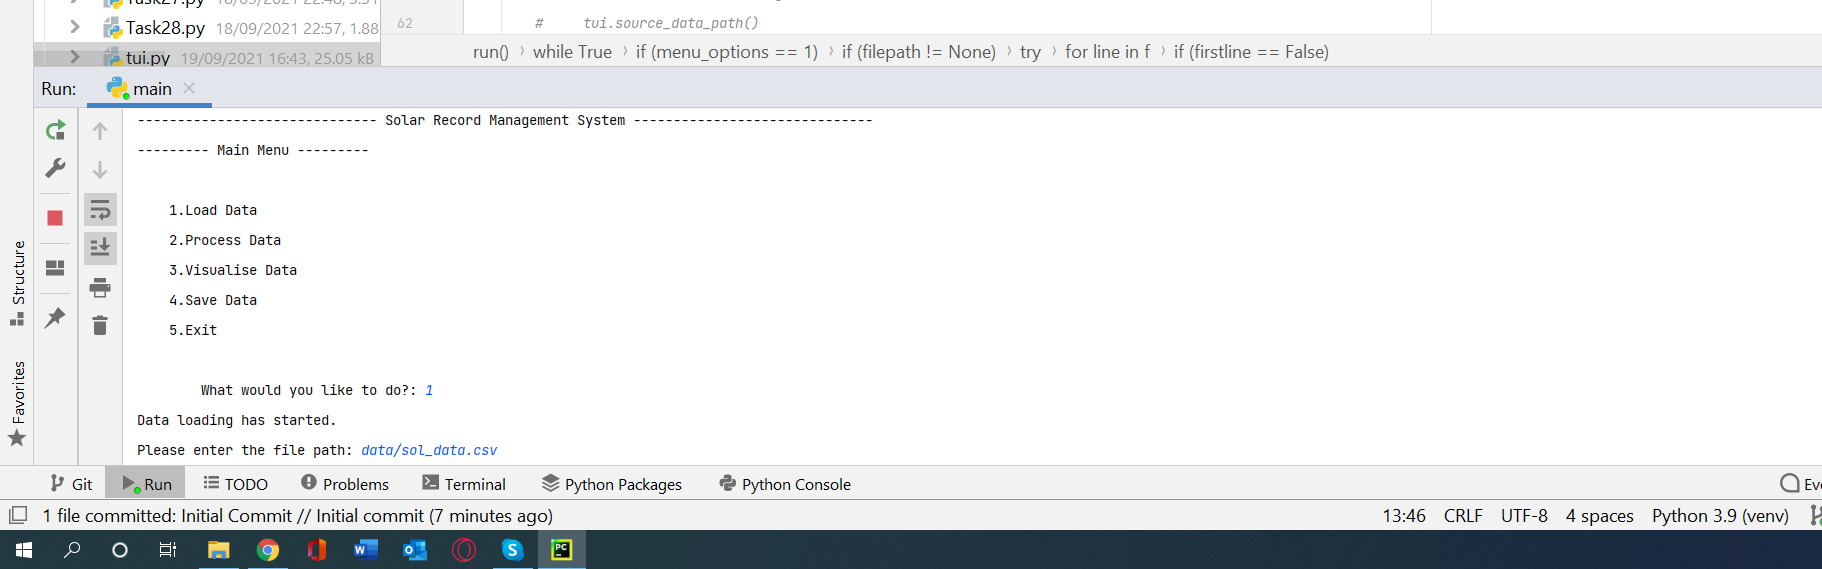 Task27.py 18/09/2021 22:48, 3.31
Task28.py 18/09/2021 22:57, 1.88
62 # tui.source_data_path()
tui.py 19/09/2021 16:43, 25.05 kB
run() › while True › if (menu_options == 1) › if (filepath != None) › try › for line in f › if (firstline == False)
Run: main
------------------------------ Solar Record Management System ------------------------------
--------- Main Menu ---------
1.Load Data
2.Process Data
3.Visualise Data
4.Save Data
5.Exit
What would you like to do?: 1
Data loading has started.
Please enter the file path: data/sol_data.csv
Structure
Favorites
Git Run TODO Problems Terminal Python Packages Python Console Eve
1 file committed: Initial Commit // Initial commit (7 minutes ago) 13:46 CRLF UTF-8 4 spaces Python 3.9 (venv)